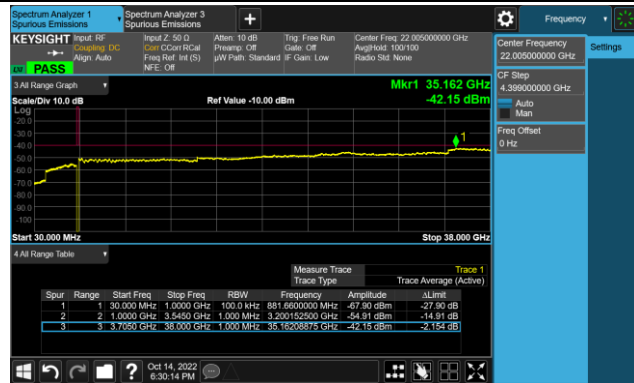 Spectrum Analyzer 1
Spurious Emissions
Spectrum Analyzer 3
Spurious Emissions
+
Frequency
KEYSIGHT
Input: RF
Coupling: DC
Align: Auto
Input Z: 50 Ω
Corr CCorr RCal
Freq Ref: Int (S)
NFE: Off
Atten: 10 dB
Preamp: Off
µW Path: Standard
Trig: Free Run
Gate: Off
IF Gain: Low
Center Freq: 22.005000000 GHz
Avg|Hold: 100/100
Radio Std: None
PASS
Center Frequency
22.005000000 GHz
Settings
CF Step
4.399000000 GHz
Auto
Man
Freq Offset
0 Hz
3 All Range Graph
Mkr1 35.162 GHz
Scale/Div 10.0 dB
Ref Value -10.00 dBm
-42.15 dBm
Log
-20.0
-30.0
-40.0
-50.0
-60.0
-70.0
-80.0
-90.0
-100
1
Start 30.000 MHz
Stop 38.000 GHz
4 All Range Table
Measure Trace Trace 1
Trace Type Trace Average (Active)
Spur Range Start Freq Stop Freq RBW Frequency Amplitude ΔLimit
1 1 30.000 MHz 1.0000 GHz 100.0 kHz 881.6600000 MHz -67.90 dBm -27.90 dB
2 2 1.0000 GHz 3.5450 GHz 1.000 MHz 3.200152500 GHz -54.91 dBm -14.91 dB
3 3 3.7050 GHz 38.000 GHz 1.000 MHz 35.16208875 GHz -42.15 dBm -2.154 dB
?
Oct 14, 2022
6:30:14 PM